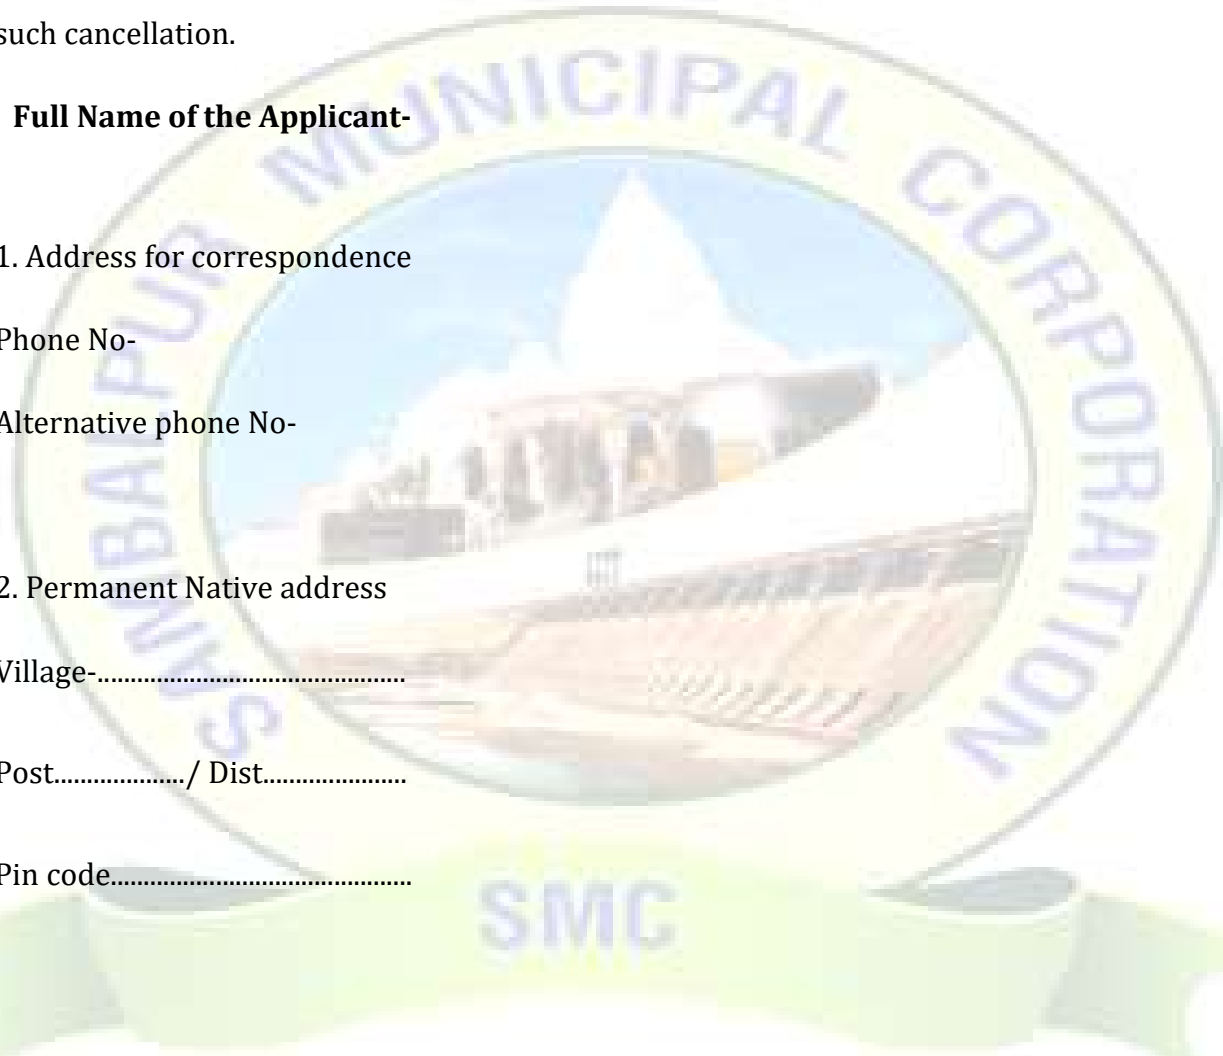 such cancellation.
Full Name of the Applicant-
1. Address for correspondence
Phone No-
Alternative phone No-
2. Permanent Native address
Village-..............................................
Post..................../ Dist......................
Pin code..............................................
SAMBALPUR MUNICIPAL CORPORATION
SMC